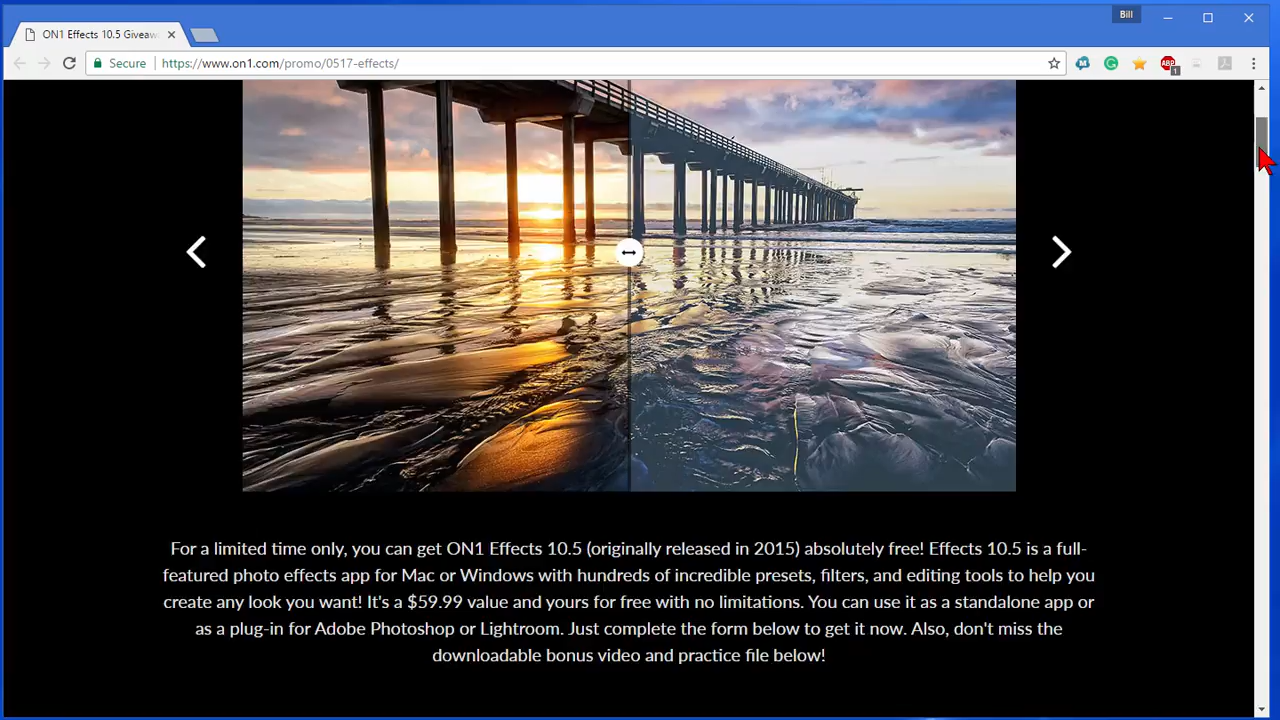 Bill
ON1 Effects 10.5 Giveaw
Secure https://www.on1.com/promo/0517-effects/
ABP
1
For a limited time only, you can get ON1 Effects 10.5 (originally released in 2015) absolutely free! Effects 10.5 is a full-
featured photo effects app for Mac or Windows with hundreds of incredible presets, filters, and editing tools to help you
create any look you want! It's a $59.99 value and yours for free with no limitations. You can use it as a standalone app or
as a plug-in for Adobe Photoshop or Lightroom. Just complete the form below to get it now. Also, don't miss the
downloadable bonus video and practice file below!